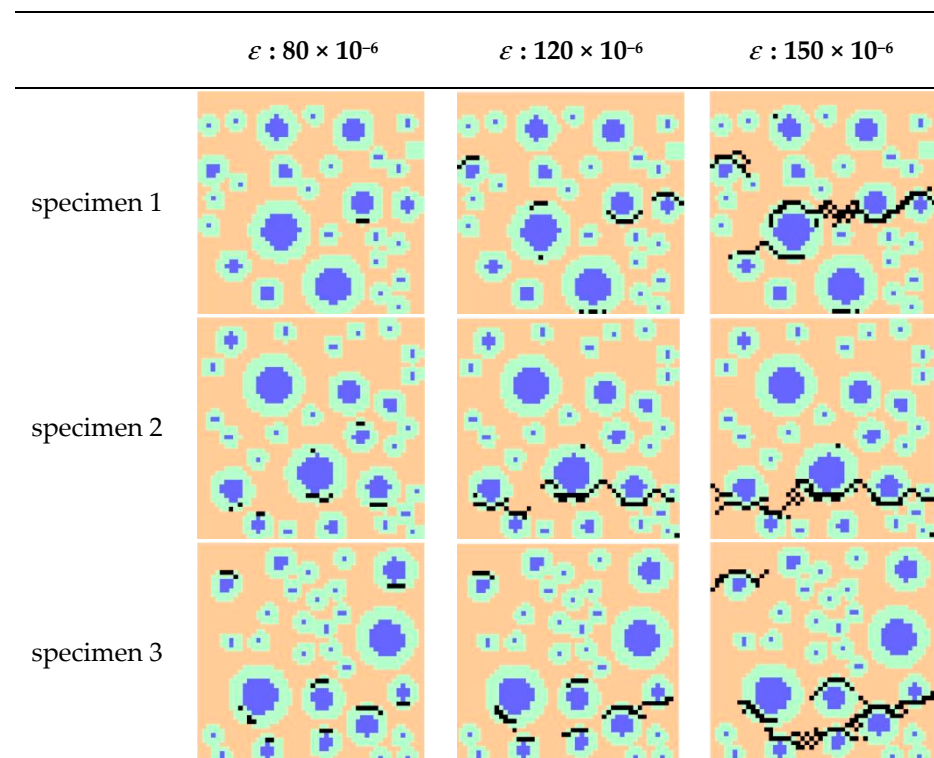 ε : 80 × 10⁻⁶ ε : 120 × 10⁻⁶ ε : 150 × 10⁻⁶
specimen 1
specimen 2
specimen 3